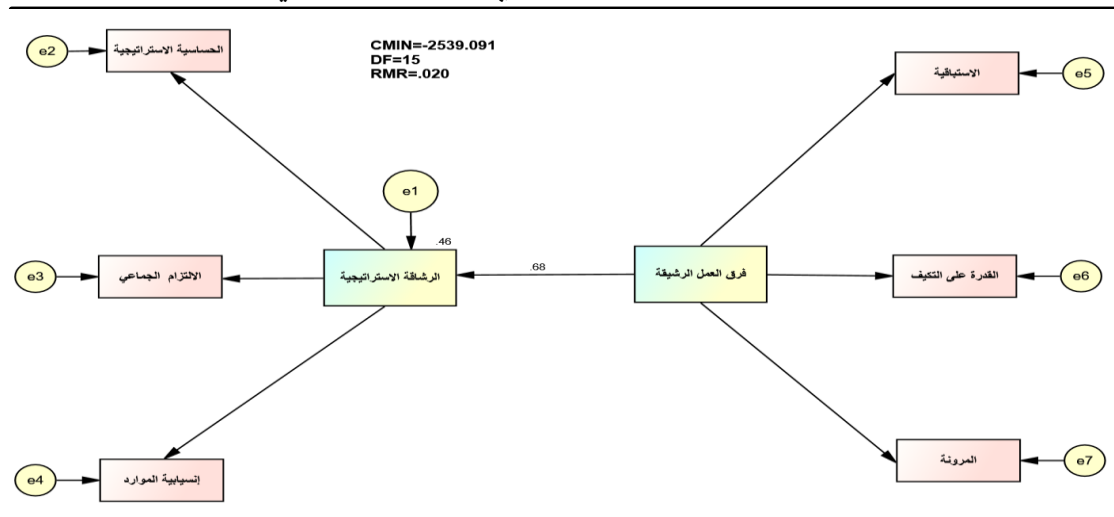 e2
الحساسية الاستراتيجية
CMIN=-2539.091
DF=15
RMR=.020
الاستباقية
e5
e1
.46
e3
الالتزام الجماعي
الرشاقة الاستراتيجية
.68
فرق العمل الرشيقة
القدرة على التكيف
e6
e4
إنسيابية الموارد
المرونة
e7